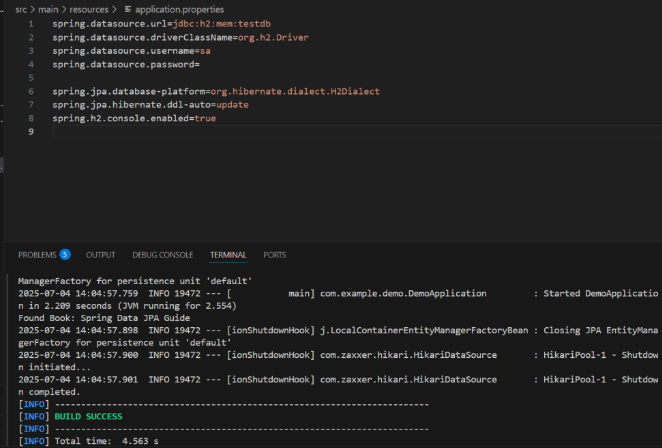 src > main > resources > application.properties
1 spring.datasource.url=jdbc:h2:mem:testdb
2 spring.datasource.driverClassName=org.h2.Driver
3 spring.datasource.username=sa
4 spring.datasource.password=
5
6 spring.jpa.database-platform=org.hibernate.dialect.H2Dialect
7 spring.jpa.hibernate.ddl-auto=update
8 spring.h2.console.enabled=true
9
PROBLEMS 5 OUTPUT DEBUG CONSOLE TERMINAL PORTS
ManagerFactory for persistence unit 'default'
2025-07-04 14:04:57.759 INFO 19472 --- [ main] com.example.demo.DemoApplication : Started DemoApplicatio
n in 2.209 seconds (JVM running for 2.554)
Found Book: Spring Data JPA Guide
2025-07-04 14:04:57.898 INFO 19472 --- [ionShutdownHook] j.LocalContainerEntityManagerFactoryBean : Closing JPA EntityMana
gerFactory for persistence unit 'default'
2025-07-04 14:04:57.900 INFO 19472 --- [ionShutdownHook] com.zaxxer.hikari.HikariDataSource : HikariPool-1 - Shutdow
n initiated...
2025-07-04 14:04:57.901 INFO 19472 --- [ionShutdownHook] com.zaxxer.hikari.HikariDataSource : HikariPool-1 - Shutdow
n completed.
[INFO] ------------------------------------------------------------------------
[INFO] BUILD SUCCESS
[INFO] ------------------------------------------------------------------------
[INFO] Total time: 4.563 s